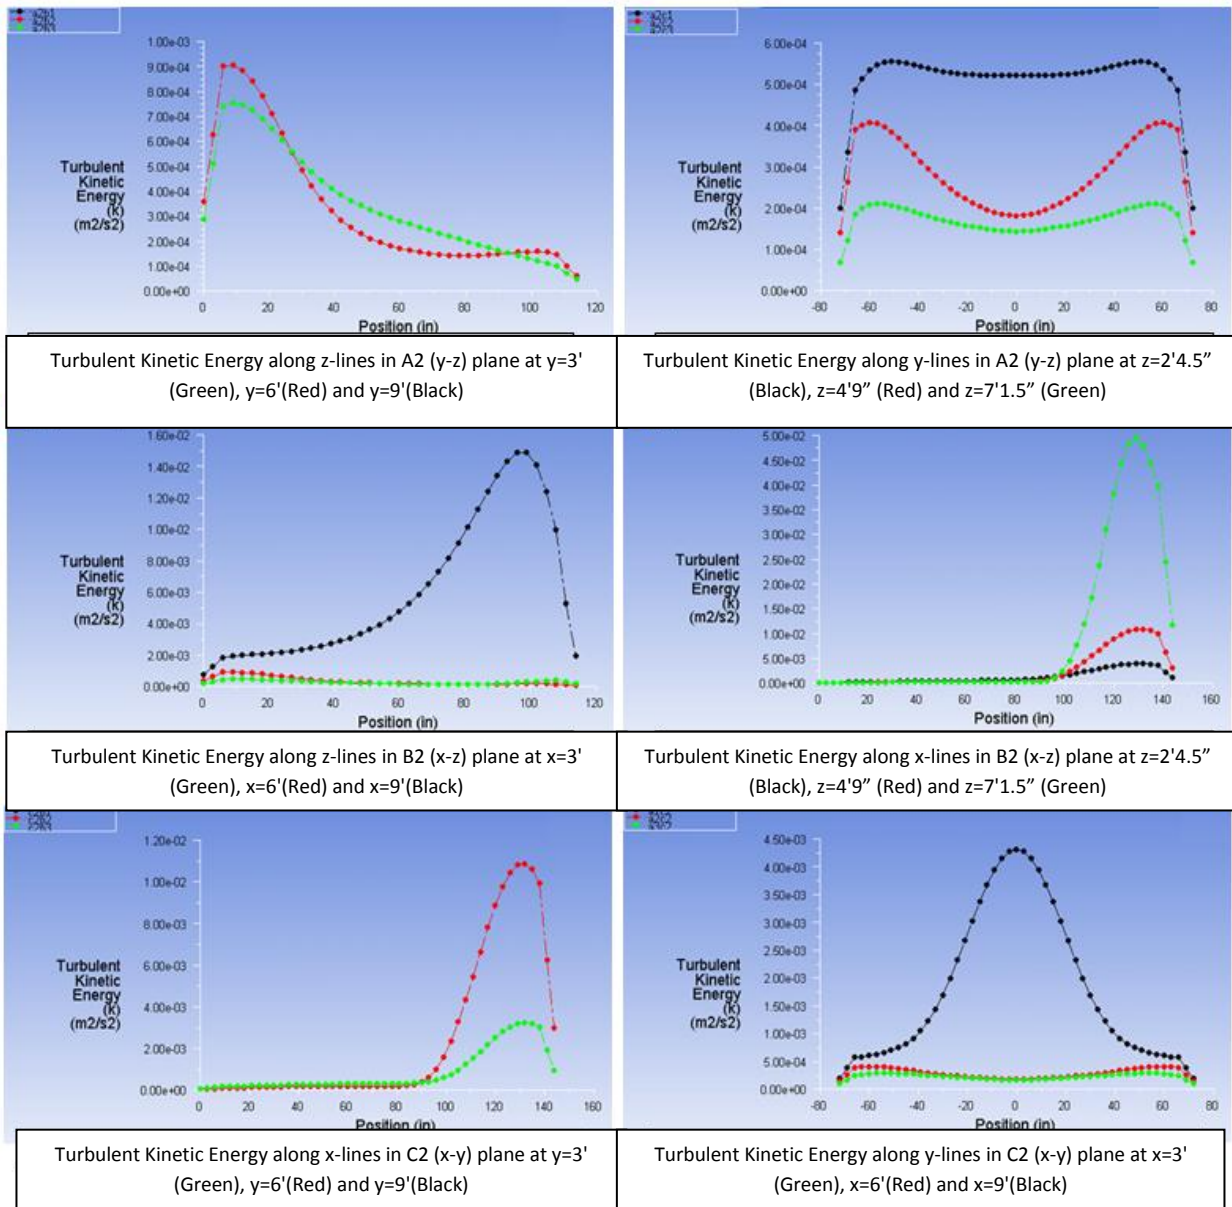 1.00e-03
9.00e-04
8.00e-04
7.00e-04
6.00e-04
5.00e-04
4.00e-04
3.00e-04
2.00e-04
1.00e-04
0.00e+00
Turbulent
Kinetic
Energy
(k)
(m2/s2)
0 20 40 60 80 100 120
Position (in)
6.00e-04
5.00e-04
4.00e-04
3.00e-04
2.00e-04
1.00e-04
0.00e+00
Turbulent
Kinetic
Energy
(k)
(m2/s2)
-80 -60 -40 -20 0 20 40 60 80
Position (in)
Turbulent Kinetic Energy along z-lines in A2 (y-z) plane at y=3'
(Green), y=6'(Red) and y=9'(Black)
Turbulent Kinetic Energy along y-lines in A2 (y-z) plane at z=2'4.5”
(Black), z=4'9” (Red) and z=7'1.5” (Green)
1.60e-02
1.40e-02
1.20e-02
1.00e-02
8.00e-03
6.00e-03
4.00e-03
2.00e-03
0.00e+00
Turbulent
Kinetic
Energy
(k)
(m2/s2)
0 20 40 60 80 100 120
Position (in)
5.00e-02
4.50e-02
4.00e-02
3.50e-02
3.00e-02
2.50e-02
2.00e-02
1.50e-02
1.00e-02
5.00e-03
0.00e+00
Turbulent
Kinetic
Energy
(k)
(m2/s2)
0 20 40 60 80 100 120 140 160
Position (in)
Turbulent Kinetic Energy along z-lines in B2 (x-z) plane at x=3'
(Green), x=6'(Red) and x=9'(Black)
Turbulent Kinetic Energy along x-lines in B2 (x-z) plane at z=2'4.5”
(Black), z=4'9” (Red) and z=7'1.5” (Green)
1.20e-02
1.00e-02
8.00e-03
6.00e-03
4.00e-03
2.00e-03
0.00e+00
Turbulent
Kinetic
Energy
(k)
(m2/s2)
0 20 40 60 80 100 120 140 160
Position (in)
4.50e-03
4.00e-03
3.50e-03
3.00e-03
2.50e-03
2.00e-03
1.50e-03
1.00e-03
5.00e-04
0.00e+00
Turbulent
Kinetic
Energy
(k)
(m2/s2)
-80 -60 -40 -20 0 20 40 60 80
Position (in)
Turbulent Kinetic Energy along x-lines in C2 (x-y) plane at y=3'
(Green), y=6'(Red) and y=9'(Black)
Turbulent Kinetic Energy along y-lines in C2 (x-y) plane at x=3'
(Green), x=6'(Red) and x=9'(Black)